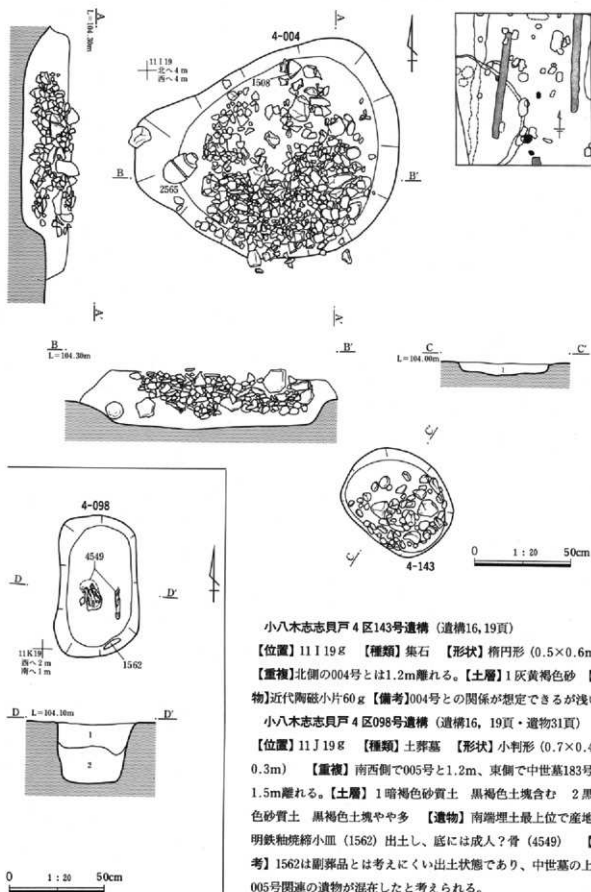 A
L=104.30m
A'
11 I 19
北へ4m
西へ4m
4-004
A
1508
2565
B
B'
A'
B
L=104.30m
B'
C
L=104.00m
C'
1
C
C'
4-143
0 1:20 50cm
4-098
4549
D
D'
1562
11K19
西へ2m
南へ1m
D
L=104.10m
D'
1
2
0 1:20 50cm
小八木志志貝戸4区143号遺構（遺構16, 19頁）
【位置】11 I 19 g 【種類】集石 【形状】楕円形（0.5×0.6m
【重複】北側の004号とは1.2m離れる。【土層】1灰黄褐色砂 【
物】近代陶磁小片60g【備考】004号との関係が想定できるが浅い
小八木志志貝戸4区098号遺構（遺構16, 19頁・遺物31頁）
【位置】11 J 19 g 【種類】土葬墓 【形状】小判形（0.7×0.4
0.3m） 【重複】南西側で005号と1.2m、東側で中世墓183号
1.5m離れる。【土層】1暗褐色砂質土 黒褐色土塊含む 2黒
色砂質土 黒褐色土塊やや多 【遺物】南端埋土最上位で産地
明鉄釉焼締小皿（1562）出土し、底には成人？骨（4549） 【
考】1562は副葬品とは考えにくい出土状態であり、中世墓の上
005号関連の遺物が混在したと考えられる。